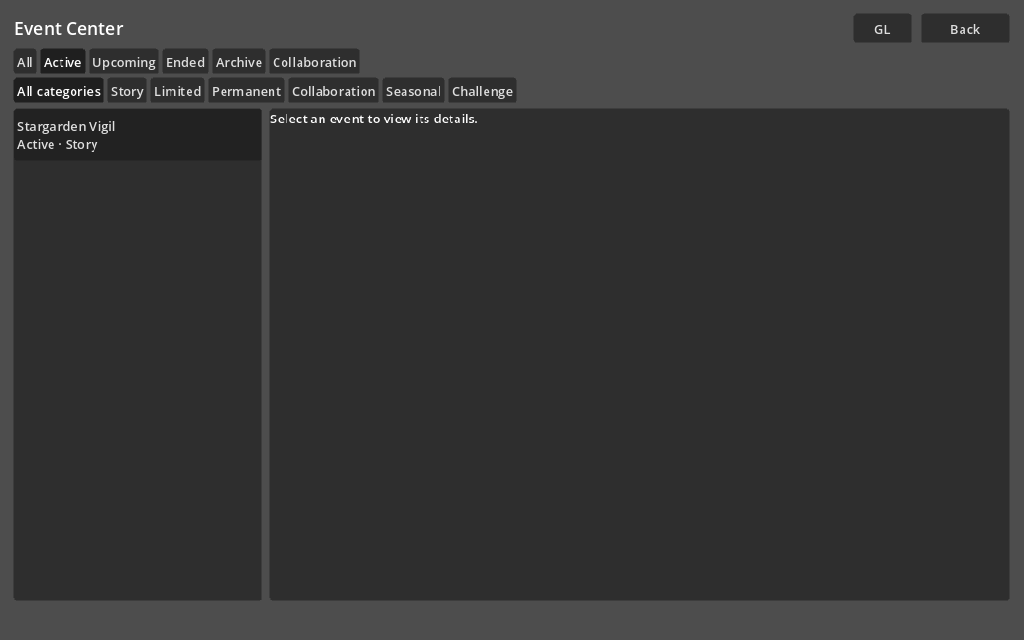 Event Center
GL
Back
All
Active
Upcoming
Ended
Archive
Collaboration
All categories
Story
Limited
Permanent
Collaboration
Seasonal
Challenge
Stargarden Vigil
Active · Story
Select an event to view its details.